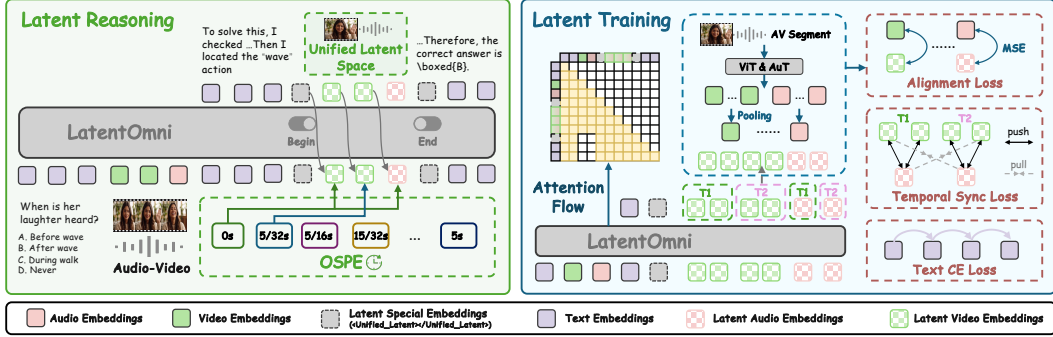 Latent Reasoning
To solve this, I
checked ...Then I
located the "wave"
action
Unified Latent
Space
...Therefore, the
correct answer is
\boxed{B}.
LatentOmni
Begin
End
When is her
laughter heard?
A. Before wave
B. After wave
C. During walk
D. Never
Audio-Video
0s
5/32s
5/16s
15/32s
...
5s
OSPE
Latent Training
Attention
Flow
AV Segment
ViT & AuT
...
...
Pooling
......
T1
T2
T1
T2
LatentOmni
......
MSE
Alignment Loss
T1
T2
push
pull
Temporal Sync Loss
Text CE Loss
Audio Embeddings
Video Embeddings
Latent Special Embeddings
(<Unified_Latent></Unified_Latent>)
Text Embeddings
Latent Audio Embeddings
Latent Video Embeddings